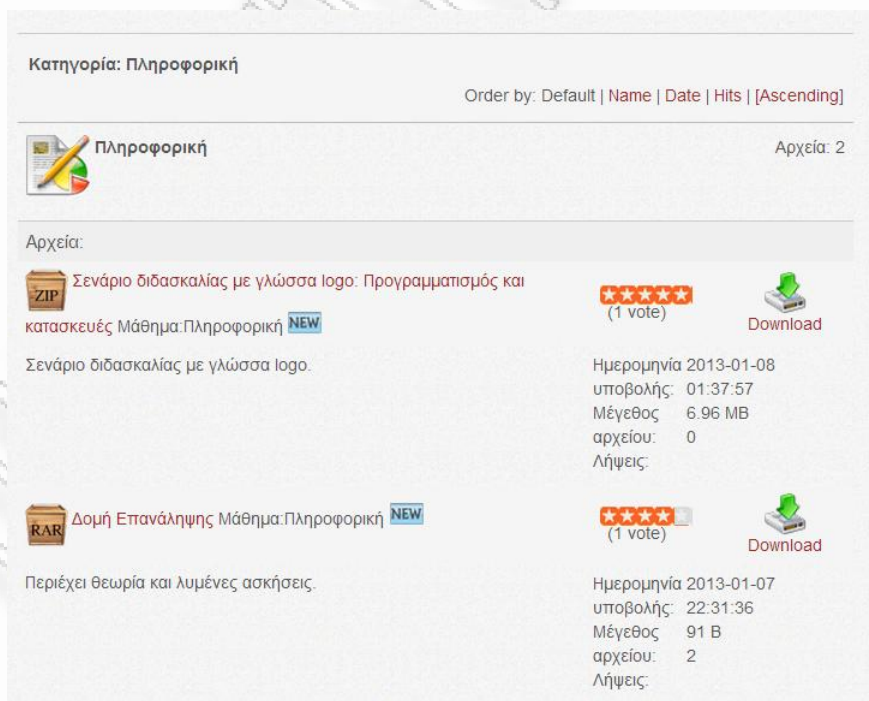 Κατηγορία: Πληροφορική
Order by: Default | Name | Date | Hits | [Ascending]
Πληροφορική
Αρχεία: 2
Αρχεία:
ZIP
Σενάριο διδασκαλίας με γλώσσα logo: Προγραμματισμός και
κατασκευές Μάθημα:Πληροφορική NEW
(1 vote)
Download
Σενάριο διδασκαλίας με γλώσσα logo.
Ημερομηνία 2013-01-08
υποβολής: 01:37:57
Μέγεθος 6.96 MB
αρχείου: 0
Λήψεις:
RAR
Δομή Επανάληψης Μάθημα:Πληροφορική NEW
(1 vote)
Download
Περιέχει θεωρία και λυμένες ασκήσεις.
Ημερομηνία 2013-01-07
υποβολής: 22:31:36
Μέγεθος 91 B
αρχείου: 2
Λήψεις: